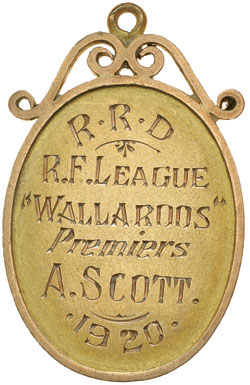 R·R·D
R.F.LEAGUE
"WALLAROOS"
Premiers
A.SCOTT.
·1920·